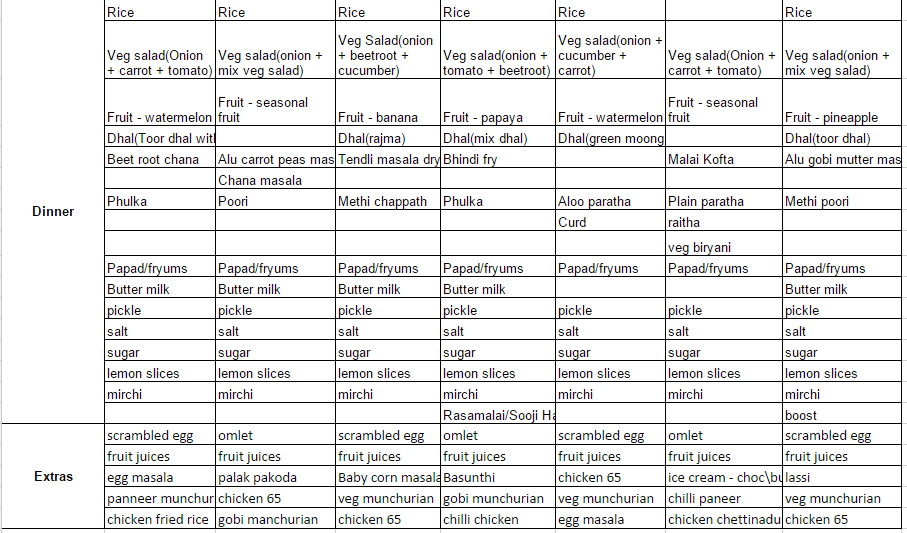 Rice Rice Rice Rice Rice Rice
Veg salad(Onion + carrot + tomato) Veg salad(onion + mix veg salad) Veg Salad(onion + beetroot + cucumber) Veg salad(onion + tomato + beetroot) Veg salad(onion + cucumber + carrot) Veg salad(Onion + carrot + tomato) Veg salad(onion + mix veg salad)
Fruit - watermelon Fruit - seasonal fruit Fruit - banana Fruit - papaya Fruit - watermelon Fruit - seasonal fruit Fruit - pineapple
Dhal(Toor dhal wit Dhal(rajma) Dhal(mix dhal) Dhal(green moong Dhal(toor dhal)
Beet root chana Alu carrot peas mas Tendli masala dry Bhindi fry Malai Kofta Alu gobi mutter mas
Chana masala
Dinner
Phulka Poori Methi chappath Phulka Aloo paratha Plain paratha Methi poori
Curd raitha
veg biryani
Papad/fryums Papad/fryums Papad/fryums Papad/fryums Papad/fryums Papad/fryums Papad/fryums
Butter milk Butter milk Butter milk Butter milk Butter milk
pickle pickle pickle pickle pickle pickle pickle
salt salt salt salt salt salt salt
sugar sugar sugar sugar sugar sugar sugar
lemon slices lemon slices lemon slices lemon slices lemon slices lemon slices lemon slices
mirchi mirchi mirchi mirchi mirchi mirchi mirchi
Rasamalai/Sooji Ha boost
scrambled egg omlet scrambled egg omlet scrambled egg omlet scrambled egg
fruit juices fruit juices fruit juices fruit juices fruit juices fruit juices fruit juices
Extras
egg masala palak pakoda Baby corn masala Basunthi chicken 65 ice cream - choc\bu lassi
panneer munchur chicken 65 veg munchurian gobi munchurian veg munchurian chilli paneer veg munchurian
chicken fried rice gobi manchurian chicken 65 chilli chicken egg masala chicken chettinadu chicken 65